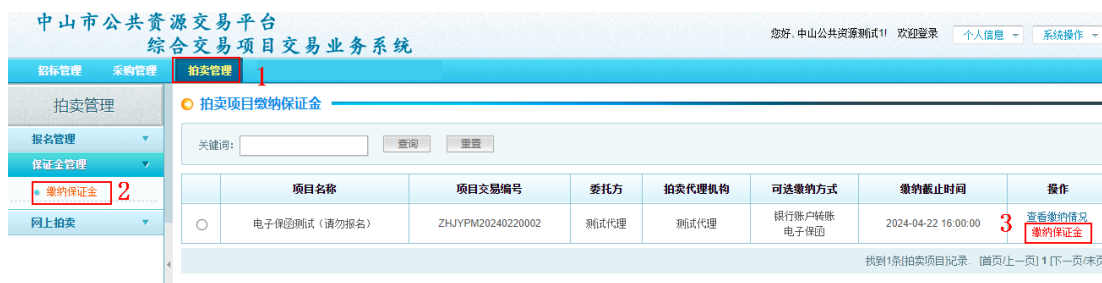 中山市公共资源交易平台
综合交易项目交易业务系统
您好, 中山公共资源测试1! 欢迎登录 个人信息 系统操作
招标管理 采购管理 拍卖管理 1
拍卖管理
报名管理
保证金管理
缴纳保证金 2
网上拍卖
拍卖项目缴纳保证金
关键词: 查询 重置
项目名称 项目交易编号 委托方 拍卖代理机构 可选缴纳方式 缴纳截止时间 操作
电子保函测试（请勿报名） ZHJYPM20240220002 测试代理 测试代理 银行账户转账 2024-04-22 16:00:00 3 查看缴纳情况
电子保函 缴纳保证金
找到1条[拍卖项目]记录. [首页/上一页] 1 [下一页/末页